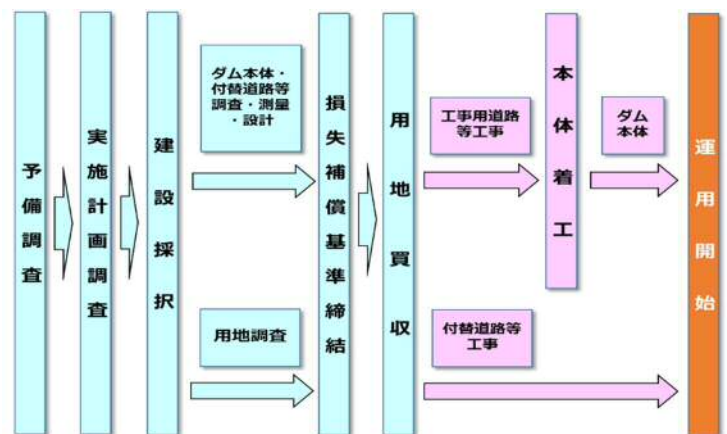 予備調査
実施計画調査
建設採択
ダム本体・
付替道路等
調査・測量
・設計
用地調査
損失補償基準締結
用地買収
工事用道路
等工事
付替道路等
工事
本体着工
ダム
本体
運用開始